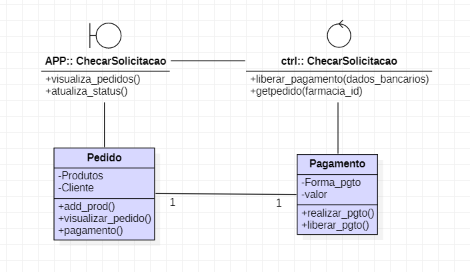 APP:: ChecarSolicitacao
+visualiza_pedidos()
+atualiza_status()
ctrl:: ChecarSolicitacao
+liberar_pagamento(dados_bancarios)
+getpedido(farmacia_id)
Pedido
-Produtos
-Cliente
+add_prod()
+visualizar_pedido()
+pagamento()
1
1
Pagamento
-Forma_pgto
-valor
+realizar_pgto()
+liberar_pgto()